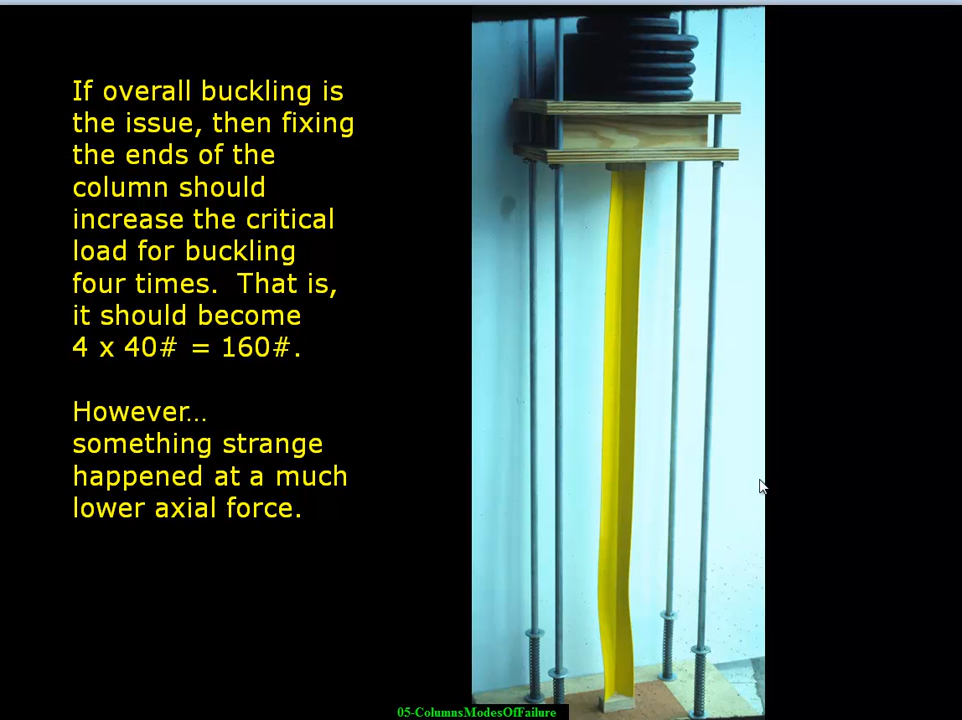 If overall buckling is
the issue, then fixing
the ends of the
column should
increase the critical
load for buckling
four times.  That is,
it should become
4 x 40# = 160#.
However...
something strange
happened at a much
lower axial force.
05-ColumnsModesOfFailure